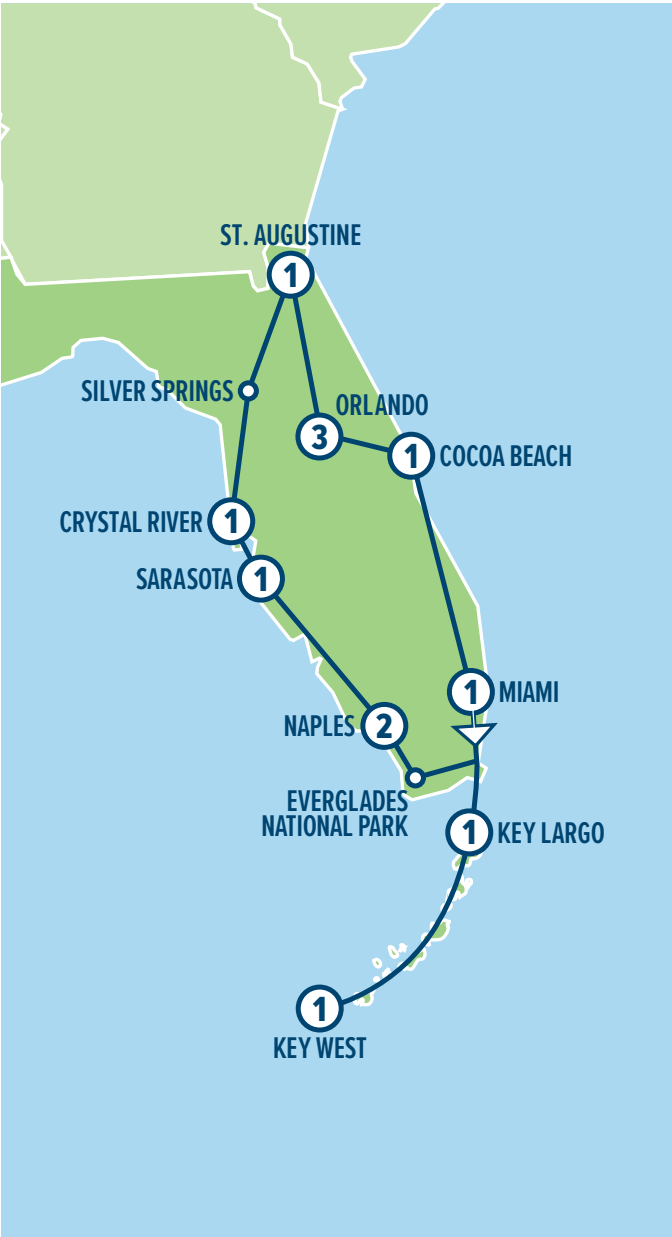 ST. AUGUSTINE
1
SILVER SPRINGS
ORLANDO
3
1
COCOA BEACH
CRYSTAL RIVER
1
SARASOTA
1
1
MIAMI
NAPLES
2
EVERGLADES
NATIONAL PARK
1
KEY LARGO
1
KEY WEST